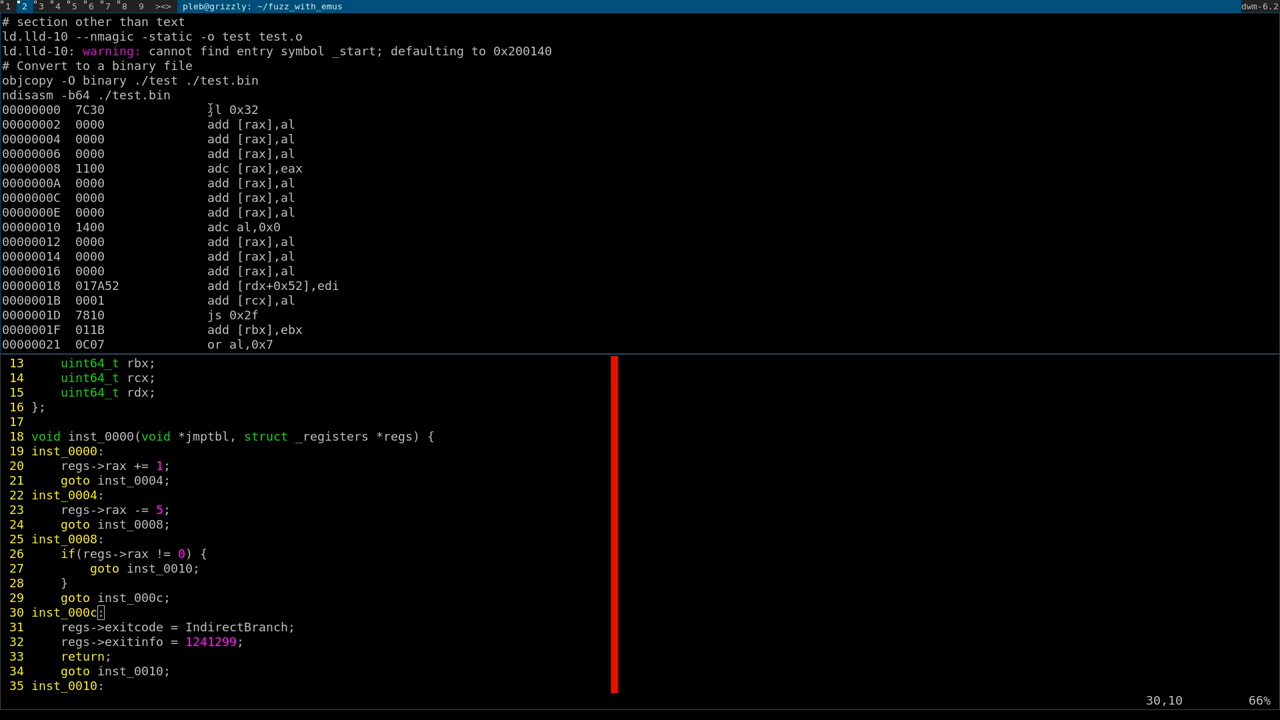 1 2 3 4 5 6 7 8 9 ><> pleb@grizzly: ~/fuzz_with_emus dwm-6.2
# section other than text
ld.lld-10 --nmagic -static -o test test.o
ld.lld-10: warning: cannot find entry symbol _start; defaulting to 0x200140
# Convert to a binary file
objcopy -O binary ./test ./test.bin
ndisasm -b64 ./test.bin
00000000 7C30 jl 0x32
00000002 0000 add [rax],al
00000004 0000 add [rax],al
00000006 0000 add [rax],al
00000008 1100 adc [rax],eax
0000000A 0000 add [rax],al
0000000C 0000 add [rax],al
0000000E 0000 add [rax],al
00000010 1400 adc al,0x0
00000012 0000 add [rax],al
00000014 0000 add [rax],al
00000016 0000 add [rax],al
00000018 017A52 add [rdx+0x52],edi
0000001B 0001 add [rcx],al
0000001D 7810 js 0x2f
0000001F 011B add [rbx],ebx
00000021 0C07 or al,0x7
13 uint64_t rbx;
14 uint64_t rcx;
15 uint64_t rdx;
16 };
17
18 void inst_0000(void *jmptbl, struct _registers *regs) {
19 inst_0000:
20 regs->rax += 1;
21 goto inst_0004;
22 inst_0004:
23 regs->rax -= 5;
24 goto inst_0008;
25 inst_0008:
26 if(regs->rax != 0) {
27 goto inst_0010;
28 }
29 goto inst_000c;
30 inst_000c:
31 regs->exitcode = IndirectBranch;
32 regs->exitinfo = 1241299;
33 return;
34 goto inst_0010;
35 inst_0010:
30,10 66%